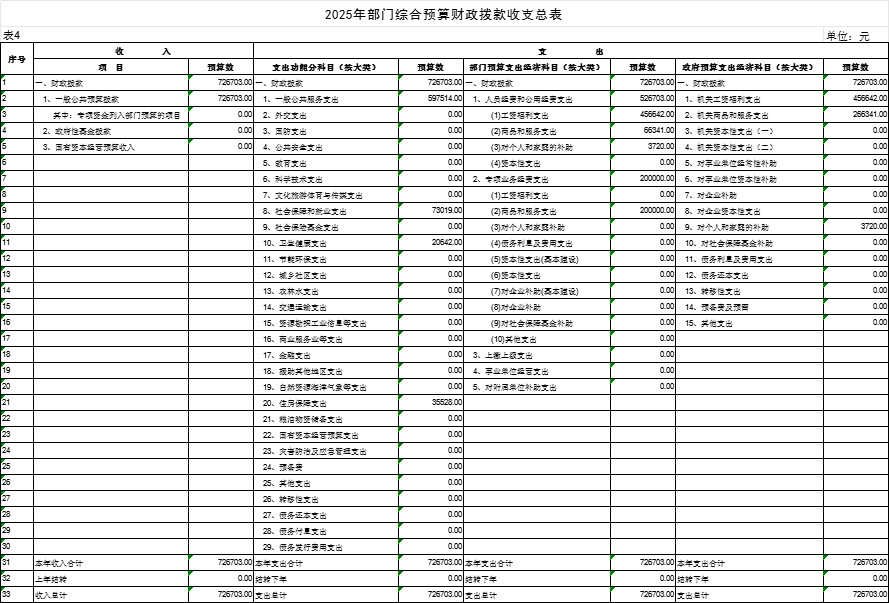 2025年部门综合预算财政拨款收支总表
表4 单位：元
序号 收 入 支 出
项 目 预算数 支出功能分科目（按大类） 预算数 部门预算支出经济科目（按大类） 预算数 政府预算支出经济科目（按大类） 预算数
1 一、财政拨款 726703.00 一、财政拨款 726703.00 一、财政拨款 726703.00 一、财政拨款 726703.00
2 1、一般公共预算拨款 726703.00 1、一般公共服务支出 597514.00 1、人员经费和公用经费支出 526703.00 1、机关工资福利支出 456642.00
3 其中：专项资金列入部门预算的项目 0.00 2、外交支出 0.00 (1)工资福利支出 456642.00 2、机关商品和服务支出 266341.00
4 2、政府性基金拨款 0.00 3、国防支出 0.00 (2)商品和服务支出 66341.00 3、机关资本性支出（一） 0.00
5 3、国有资本经营预算收入 0.00 4、公共安全支出 0.00 (3)对个人和家庭的补助 3720.00 4、机关资本性支出（二） 0.00
6 5、教育支出 0.00 (4)资本性支出 0.00 5、对事业单位经常性补助 0.00
7 6、科学技术支出 0.00 2、专项业务经费支出 200000.00 6、对事业单位资本性补助 0.00
8 7、文化旅游体育与传媒支出 0.00 (1)工资福利支出 0.00 7、对企业补助 0.00
9 8、社会保障和就业支出 73019.00 (2)商品和服务支出 200000.00 8、对企业资本性支出 0.00
10 9、社会保险基金支出 0.00 (3)对个人和家庭补助 0.00 9、对个人和家庭的补助 3720.00
11 10、卫生健康支出 20642.00 (4)债务利息及费用支出 0.00 10、对社会保障基金补助 0.00
12 11、节能环保支出 0.00 (5)资本性支出(基本建设) 0.00 11、债务利息及费用支出 0.00
13 12、城乡社区支出 0.00 (6)资本性支出 0.00 12、债务还本支出 0.00
14 13、农林水支出 0.00 (7)对企业补助(基本建设) 0.00 13、转移性支出 0.00
15 14、交通运输支出 0.00 (8)对企业补助 0.00 14、预备费及预留 0.00
16 15、资源勘探工业信息等支出 0.00 (9)对社会保障基金补助 0.00 15、其他支出 0.00
17 16、商业服务业等支出 0.00 (10)其他支出 0.00
18 17、金融支出 0.00 3、上缴上级支出 0.00
19 18、援助其他地区支出 0.00 4、事业单位经营支出 0.00
20 19、自然资源海洋气象等支出 0.00 5、对附属单位补助支出 0.00
21 20、住房保障支出 35528.00
22 21、粮油物资储备支出 0.00
23 22、国有资本经营预算支出 0.00
24 23、灾害防治及应急管理支出 0.00
25 24、预备费 0.00
26 25、其他支出 0.00
27 26、转移性支出 0.00
28 27、债务还本支出 0.00
29 28、债务付息支出 0.00
30 29、债务发行费用支出 0.00
31 本年收入合计 726703.00 本年支出合计 726703.00 本年支出合计 726703.00 本年支出合计 726703.00
32 上年结转 0.00 结转下年 0.00 结转下年 0.00 结转下年 0.00
33 收入总计 726703.00 支出总计 726703.00 支出总计 726703.00 支出总计 726703.00